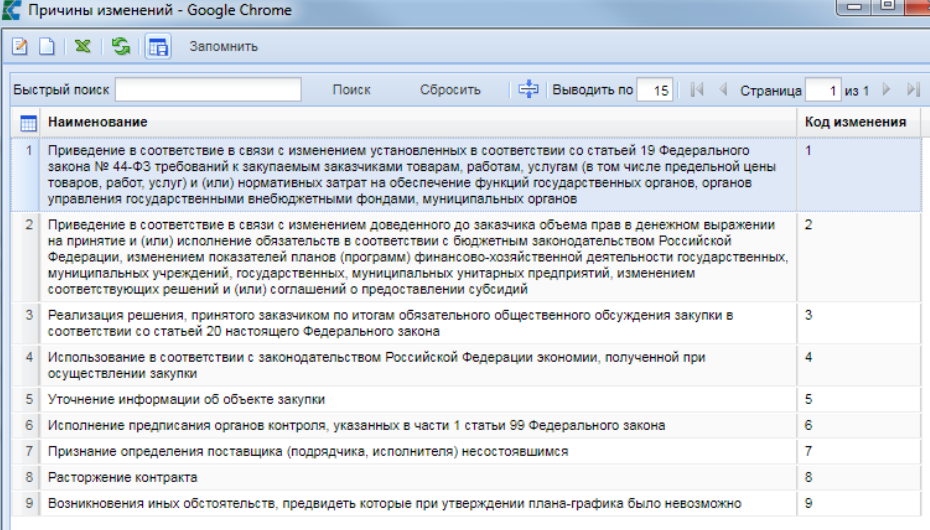 Причины изменений - Google Chrome
Запомнить
Быстрый поиск Поиск Сбросить Выводить по 15 Страница 1 из 1
Наименование Код изменения
1 Приведение в соответствие в связи с изменением установленных в соответствии со статьей 19 Федерального 1
закона № 44-ФЗ требований к закупаемым заказчиками товарам, работам, услугам (в том числе предельной цены
товаров, работ, услуг) и (или) нормативных затрат на обеспечение функций государственных органов, органов
управления государственными внебюджетными фондами, муниципальных органов
2 Приведение в соответствие в связи с изменением доведенного до заказчика объема прав в денежном выражении 2
на принятие и (или) исполнение обязательств в соответствии с бюджетным законодательством Российской
Федерации, изменением показателей планов (программ) финансово-хозяйственной деятельности государственных,
муниципальных учреждений, государственных, муниципальных унитарных предприятий, изменением
соответствующих решений и (или) соглашений о предоставлении субсидий
3 Реализация решения, принятого заказчиком по итогам обязательного общественного обсуждения закупки в 3
соответствии со статьей 20 настоящего Федерального закона
4 Использование в соответствии с законодательством Российской Федерации экономии, полученной при 4
осуществлении закупки
5 Уточнение информации об объекте закупки 5
6 Исполнение предписания органов контроля, указанных в части 1 статьи 99 Федерального закона 6
7 Признание определения поставщика (подрядчика, исполнителя) несостоявшимся 7
8 Расторжение контракта 8
9 Возникновения иных обстоятельств, предвидеть которые при утверждении плана-графика было невозможно 9